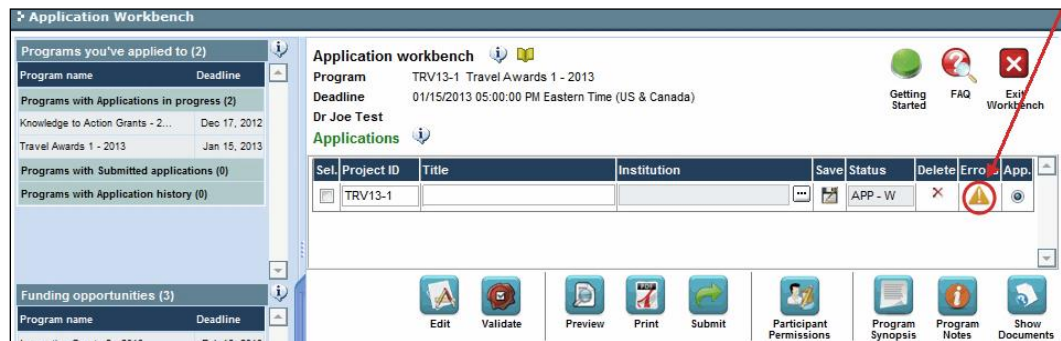 Application Workbench
Programs you've applied to (2)
Program name Deadline
Programs with Applications in progress (2)
Knowledge to Action Grants - 2... Dec 17, 2012
Travel Awards 1 - 2013 Jan 15, 2013
Programs with Submitted applications (0)
Programs with Application history (0)
Funding opportunities (3)
Program name Deadline
Application workbench
Program TRV13-1 Travel Awards 1 - 2013
Deadline 01/15/2013 05:00:00 PM Eastern Time (US & Canada)
Dr Joe Test
Applications
Getting Started
FAQ
Exit Workbench
Sel. Project ID Title Institution Save Status Delete Errors App.
TRV13-1 ... APP - W
Edit Validate Preview Print Submit Participant Permissions Program Synopsis Program Notes Show Documents